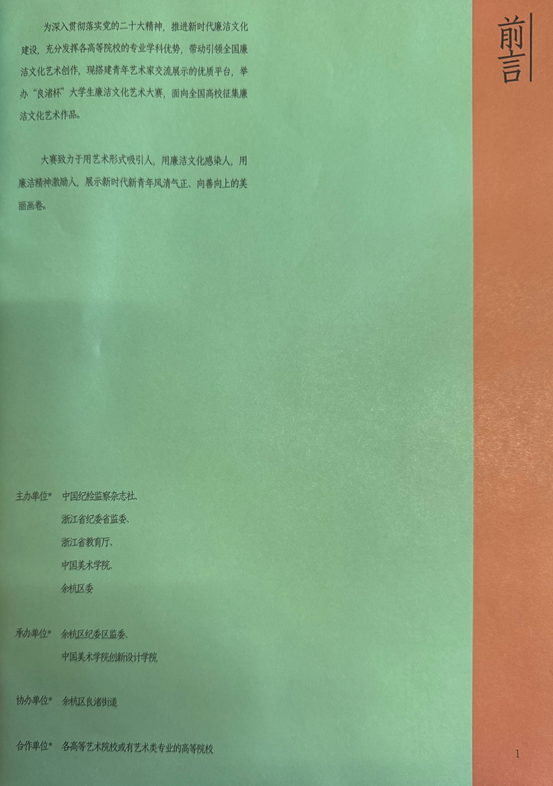 前言
为深入贯彻落实党的二十大精神，推进新时代廉洁文化
建设，充分发挥各高等院校的专业学科优势，带动引领全国廉
洁文化艺术创作，现搭建青年艺术家交流展示的优质平台，举
办“良渚杯”大学生廉洁文化艺术大赛，面向全国高校征集廉
洁文化艺术作品。
大赛致力于用艺术形式吸引人，用廉洁文化感染人，用
廉洁精神激励人，展示新时代新青年风清气正、向善向上的美
丽画卷。
主办单位* 中国纪检监察杂志社、
浙江省纪委省监委、
浙江省教育厅、
中国美术学院、
余杭区委
承办单位* 余杭区纪委区监委、
中国美术学院创新设计学院
协办单位* 余杭区良渚街道
合作单位* 各高等艺术院校或有艺术类专业的高等院校
1